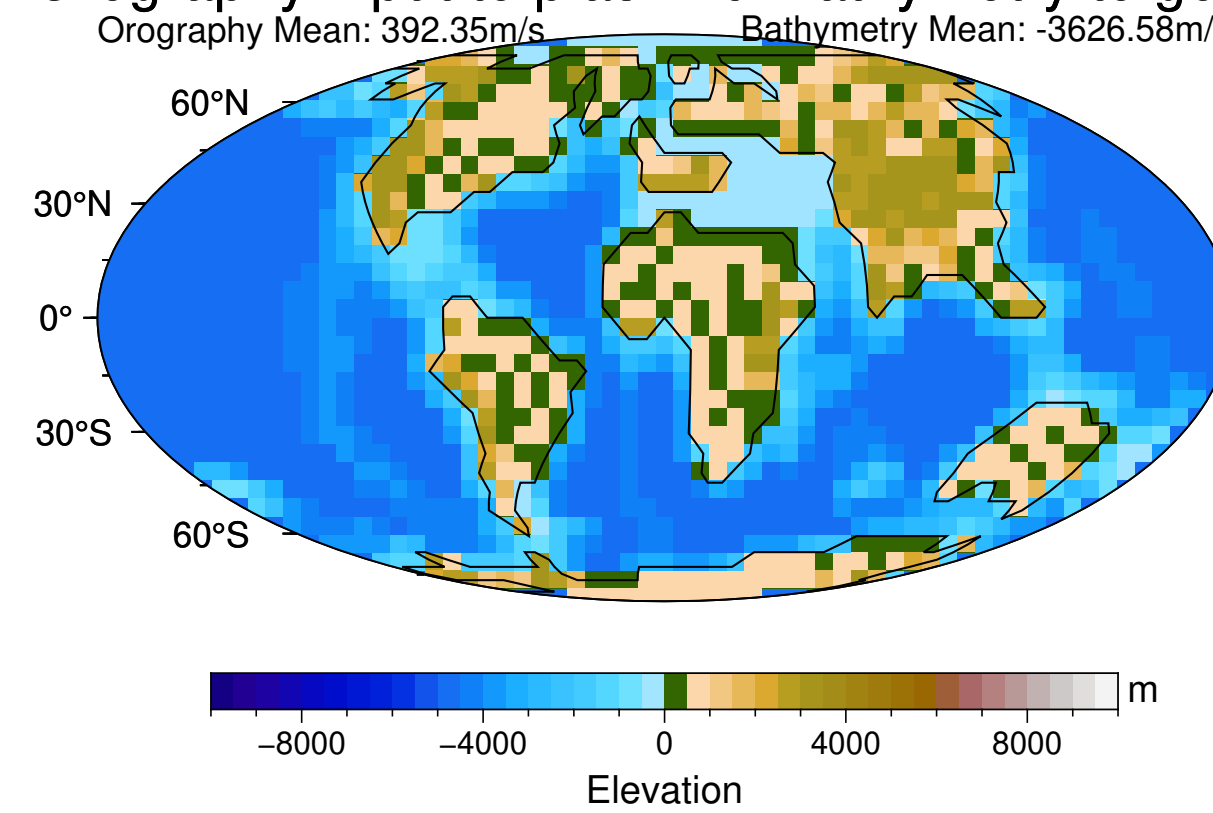 Orography Mean: 392.35m/s
Bathymetry Mean: -3626.58m/
60°N
30°N
0°
30°S
60°S
m
−8000 −4000 0 4000 8000
Elevation